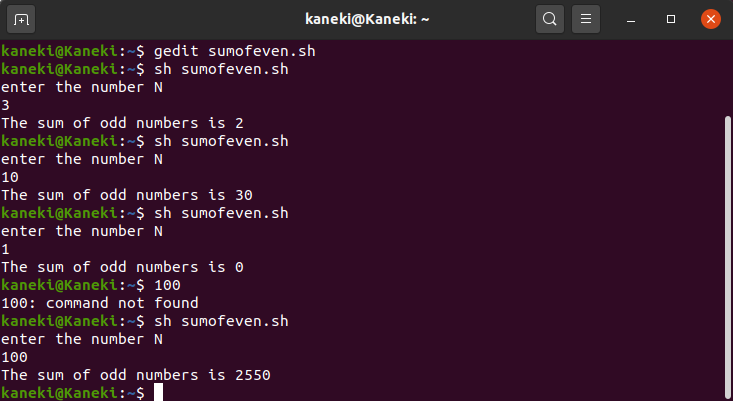 kaneki@Kaneki: ~
kaneki@Kaneki:~$ gedit sumofeven.sh
kaneki@Kaneki:~$ sh sumofeven.sh
enter the number N
3
The sum of odd numbers is 2
kaneki@Kaneki:~$ sh sumofeven.sh
enter the number N
10
The sum of odd numbers is 30
kaneki@Kaneki:~$ sh sumofeven.sh
enter the number N
1
The sum of odd numbers is 0
kaneki@Kaneki:~$ 100
100: command not found
kaneki@Kaneki:~$ sh sumofeven.sh
enter the number N
100
The sum of odd numbers is 2550
kaneki@Kaneki:~$